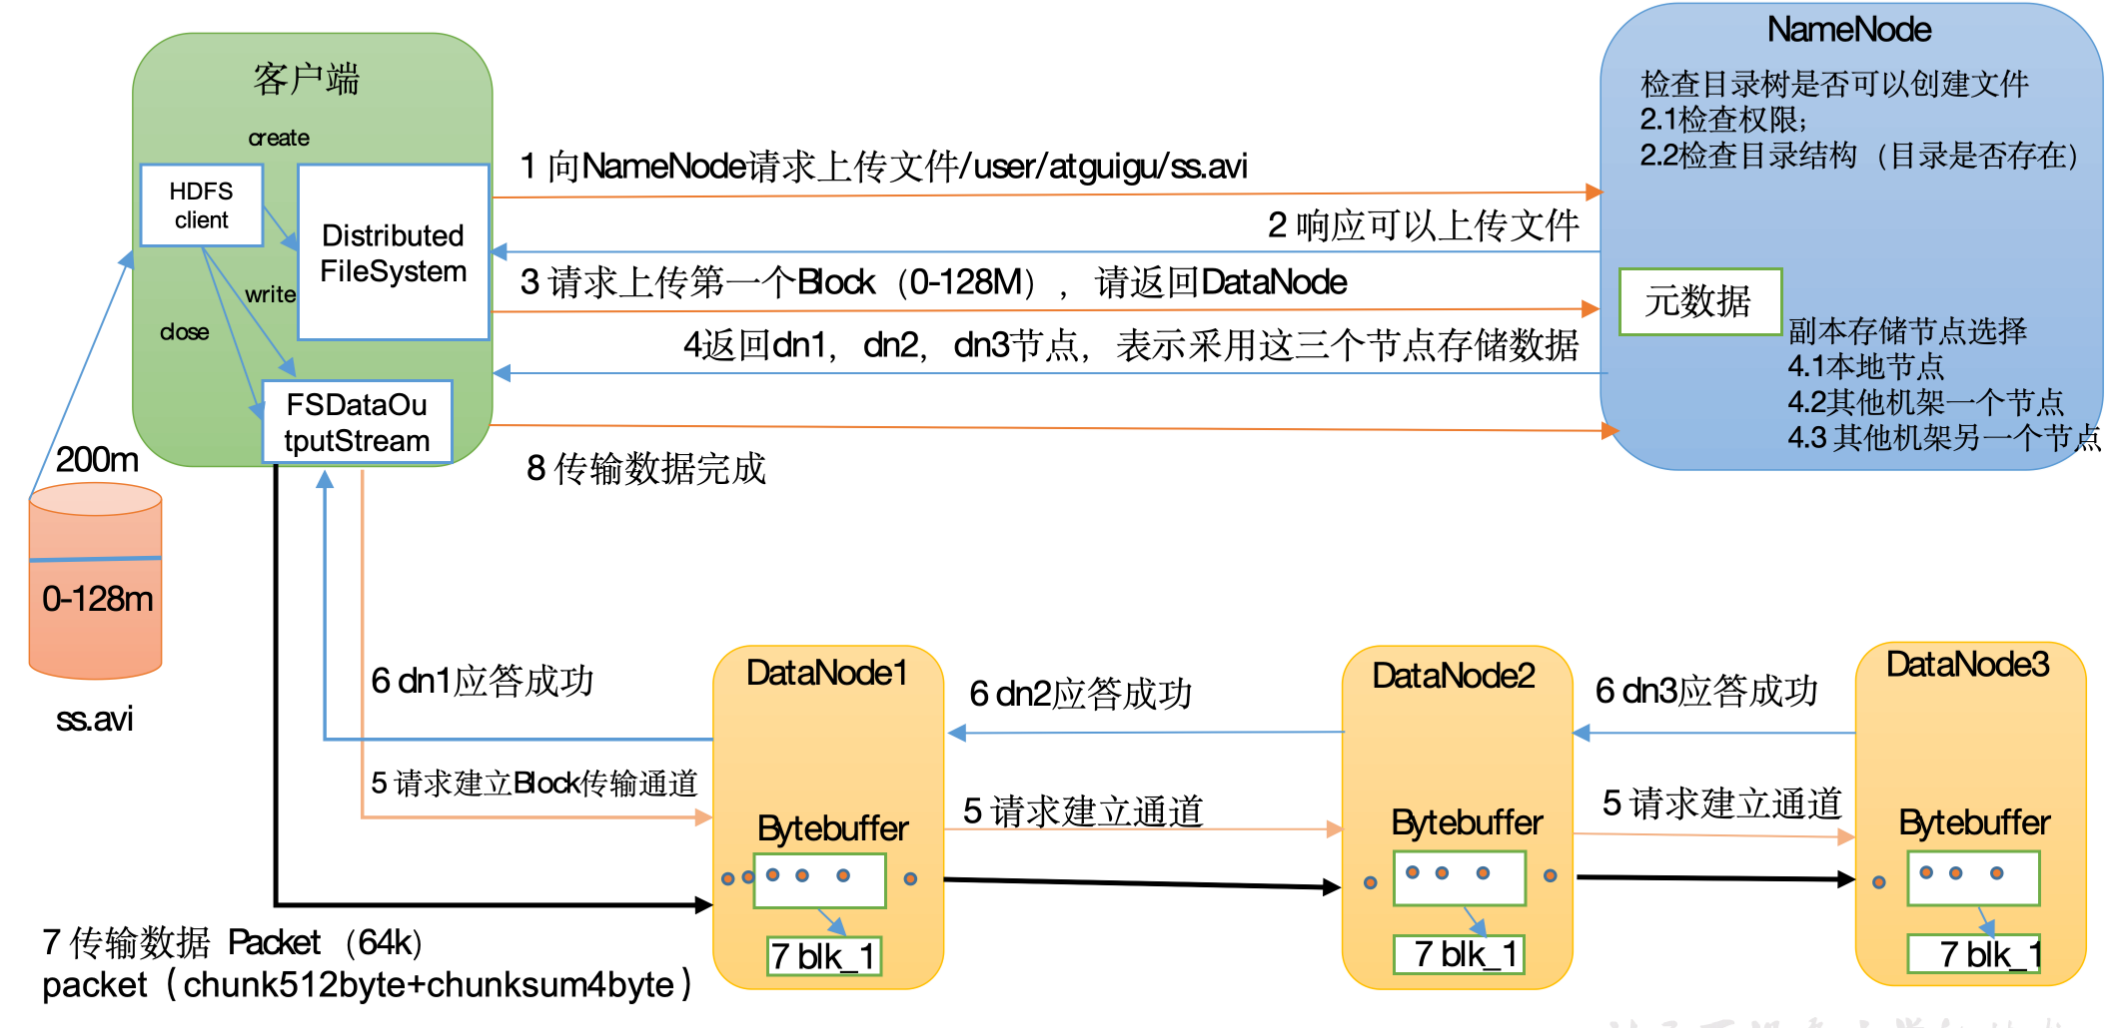 NameNode
客户端
检查目录树是否可以创建文件
2.1检查权限；
2.2检查目录结构（目录是否存在）
create
1 向NameNode请求上传文件/user/atguigu/ss.avi
HDFS
client
Distributed
FileSystem
2 响应可以上传文件
3 请求上传第一个Block（0-128M），请返回DataNode
write
close
元数据
副本存储节点选择
4.1本地节点
4.2其他机架一个节点
4.3 其他机架另一个节点
4返回dn1，dn2，dn3节点，表示采用这三个节点存储数据
FSDataOu
tputStream
8 传输数据完成
200m
0-128m
ss.avi
DataNode1
DataNode2
DataNode3
6 dn1应答成功
6 dn2应答成功
6 dn3应答成功
5 请求建立Block传输通道
5 请求建立通道
5 请求建立通道
Bytebuffer
Bytebuffer
Bytebuffer
7 blk_1
7 blk_1
7 blk_1
7 传输数据 Packet（64k）
packet（chunk512byte+chunksum4byte）